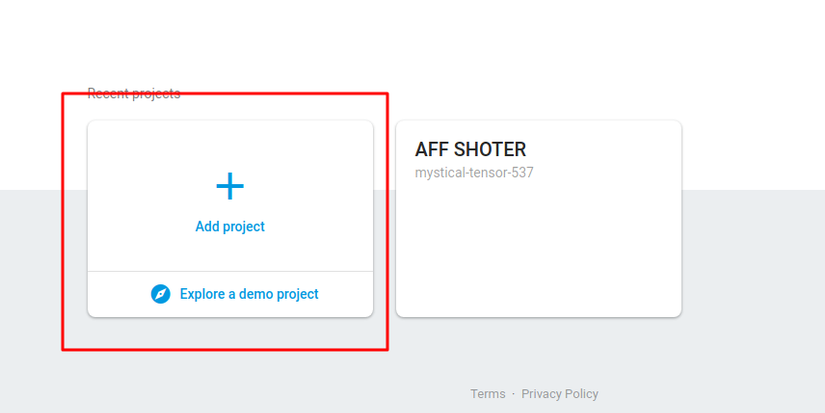 Recent projects
Add project
Explore a demo project
AFF SHOTER
mystical-tensor-537
Terms · Privacy Policy